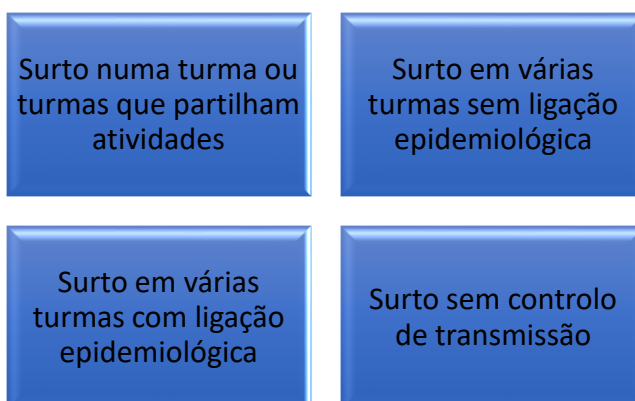 Surto numa turma ou
turmas que partilham
atividades
Surto em várias
turmas sem ligação
epidemiológica
Surto em várias
turmas com ligação
epidemiológica
Surto sem controlo
de transmissão